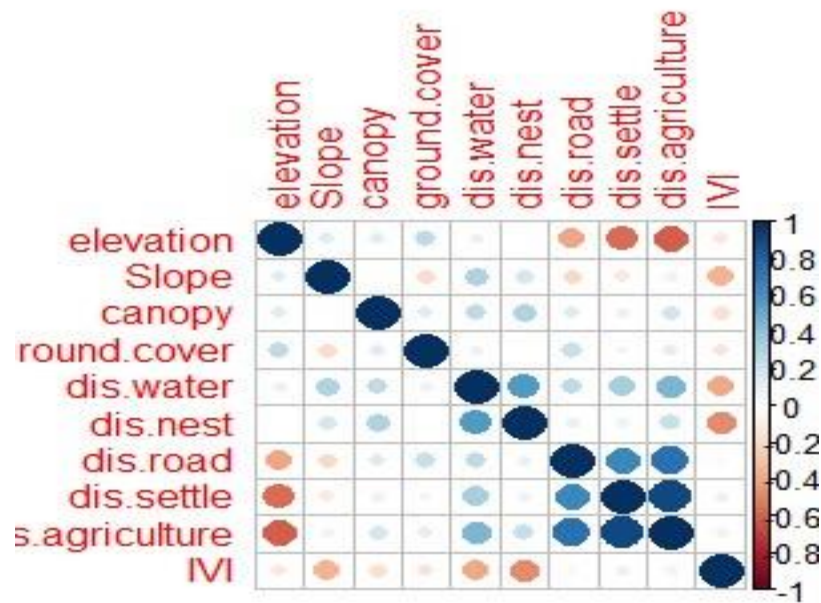 elevation
Slope
canopy
ground.cover
dis.water
dis.nest
dis.road
dis.settle
dis.agriculture
IVI
elevation
Slope
canopy
round.cover
dis.water
dis.nest
dis.road
dis.settle
s.agriculture
IVI
1
0.8
0.6
0.4
0.2
0
-0.2
-0.4
-0.6
-0.8
-1